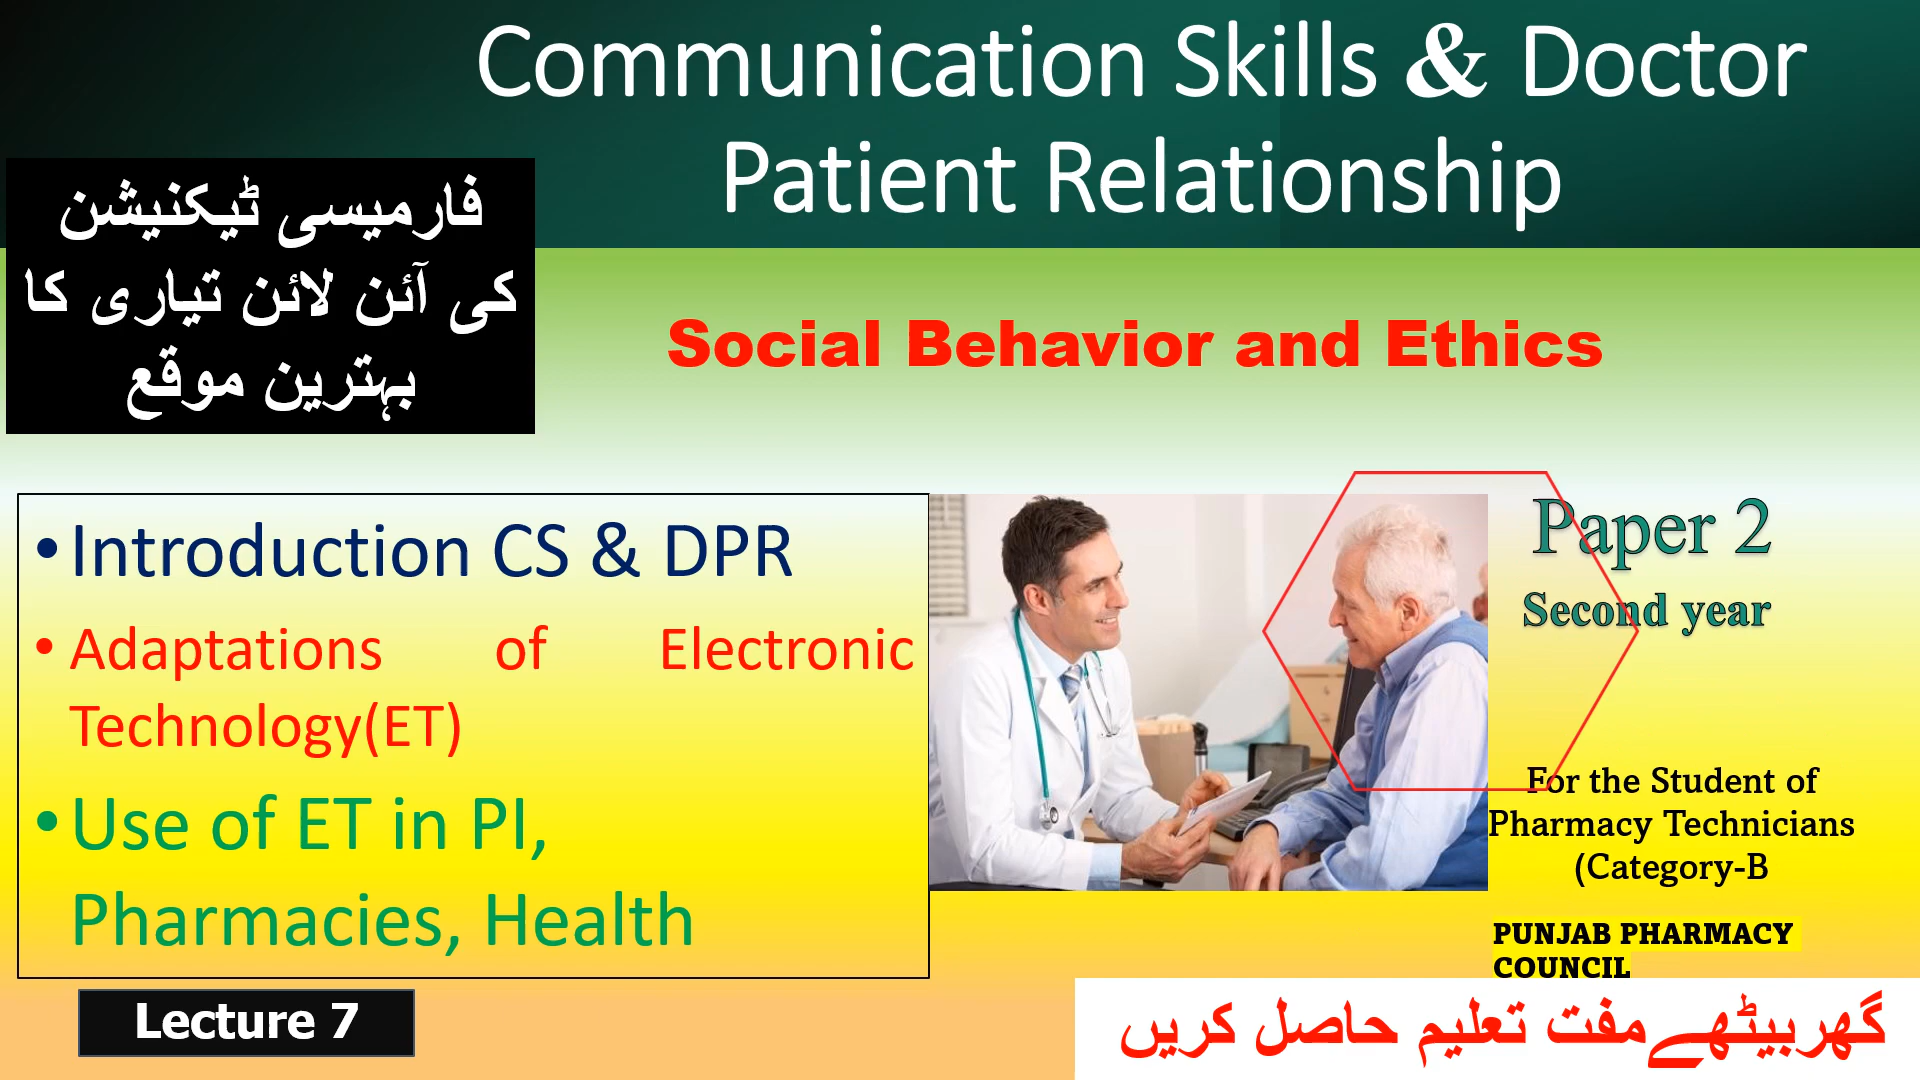 Communication Skills & Doctor
Patient Relationship
فارمیسی ٹیکنیشن
کی آئن لائن تیاری کا
بہترین موقع
Social Behavior and Ethics
•Introduction CS & DPR
• Adaptations of Electronic
Technology(ET)
•Use of ET in PI,
Pharmacies, Health
Paper 2
Second year
For the Student of
Pharmacy Technicians
(Category-B
PUNJAB PHARMACY
COUNCIL
Lecture 7
گھربیٹھےمفت تعلیم حاصل کریں